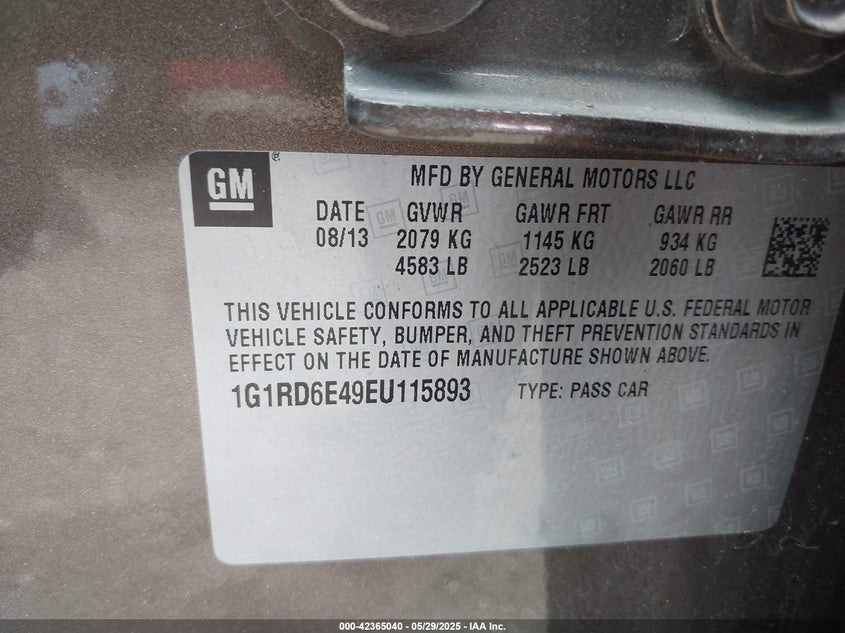 GM®
MFD BY GENERAL MOTORS LLC
DATE GVWR GAWR FRT GAWR RR
08/13 2079 KG 1145 KG 934 KG
4583 LB 2523 LB 2060 LB
THIS VEHICLE CONFORMS TO ALL APPLICABLE U.S. FEDERAL MOTOR
VEHICLE SAFETY, BUMPER, AND THEFT PREVENTION STANDARDS IN
EFFECT ON THE DATE OF MANUFACTURE SHOWN ABOVE.
1G1RD6E49EU115893 TYPE: PASS CAR
000-42365040 - 05/29/2025 - IAA Inc.